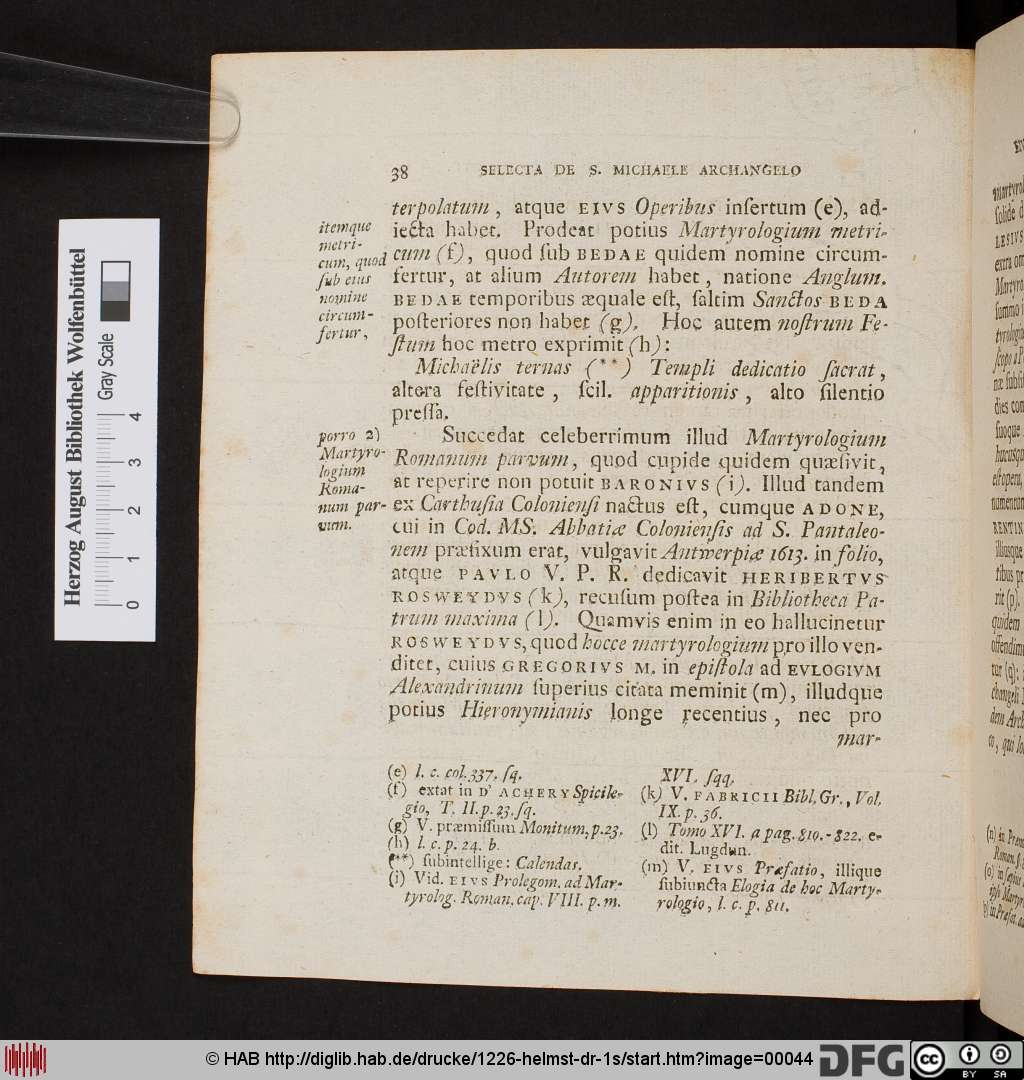 38 SELECTA DE S. MICHAELE ARCHANGELO
terpolatum, atque EIVS Operibus inſertum (e), ad-
iecta habet. Prodeat potius Martyrologium metri-
cum (f), quod ſub BEDAE quidem nomine circum-
fertur, at alium Autorem habet, natione Anglum.
BEDAE temporibus æquale eſt, ſaltim Sanctos BEDA
poſteriores non habet (g). Hoc autem noſtrum Fe-
ſtum hoc metro exprimit (h):
itemque
metri-
cum, quod
ſub eius
nomine
circum-
fertur,
Michaëlis ternas (**) Templi dedicatio ſacrat,
altera feſtivitate, ſcil. apparitionis, alto ſilentio
preſſa.
Succedat celeberrimum illud Martyrologium
Romanum parvum, quod cupide quidem quæſivit,
at reperire non potuit BARONIVS (i). Illud tandem
ex Carthuſia Colonienſi nactus eſt, cumque ADONE,
cui in Cod. MS. Abbatiæ Colonienſis ad S. Pantaleo-
nem præfixum erat, vulgavit Antwerpiæ 1613. in folio,
atque PAVLO V. P. R. dedicavit HERIBERTVS
ROSWEYDVS (k), recuſum poſtea in Bibliotheca Pa-
trum maxima (l). Quamvis enim in eo hallucinetur
ROSWEYDVS, quod hocce martyrologium pro illo ven-
ditet, cuius GREGORIVS M. in epiſtola ad EVLOGIVM
Alexandrinum ſuperius citata meminit (m), illudque
potius Hieronymianis longe recentius, nec pro
mar-
porro 2)
Martyro-
logium
Roma-
num par-
vum.
(e) l. c. col. 337. ſq.
(f) extat in D' ACHERY Spicile-
gio, T. II. p. 23. ſq.
(g) V. præmiſſum Monitum, p. 23.
(h) l. c. p. 24. b.
(**) ſubintellige: Calendas.
(i) Vid. EIVS Prolegom. ad Mar-
tyrolog. Roman. cap. VIII. p. m.
XVI. ſqq.
(k) V. FABRICII Bibl. Gr., Vol.
IX. p. 36.
(l) Tomo XVI. a pag. 819. - 822. e-
dit. Lugdun.
(m) V. EIVS Præfatio, illique
ſubiuncta Elogia de hoc Marty-
rologio, l. c. p. 811.
Herzog August Bibliothek Wolfenbüttel
Gray Scale
0 1 2 3 4
© HAB http://diglib.hab.de/drucke/1226-helmst-dr-1s/start.htm?image=00044
DFG
cc BY SA